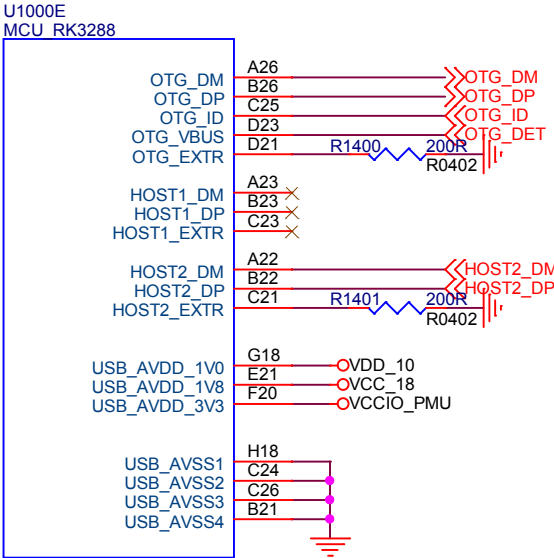 U1000E
MCU_RK3288
OTG_DM A26 OTG_DM
OTG_DP B26 OTG_DP
OTG_ID C25 OTG_ID
OTG_VBUS D23 OTG_DET
OTG_EXTR D21 R1400 200R
R0402
HOST1_DM A23
HOST1_DP B23
HOST1_EXTR C23
HOST2_DM A22 HOST2_DM
HOST2_DP B22 HOST2_DP
HOST2_EXTR C21 R1401 200R
R0402
USB_AVDD_1V0 G18 VDD_10
USB_AVDD_1V8 E21 VCC_18
USB_AVDD_3V3 F20 VCCIO_PMU
USB_AVSS1 H18
USB_AVSS2 C24
USB_AVSS3 C26
USB_AVSS4 B21